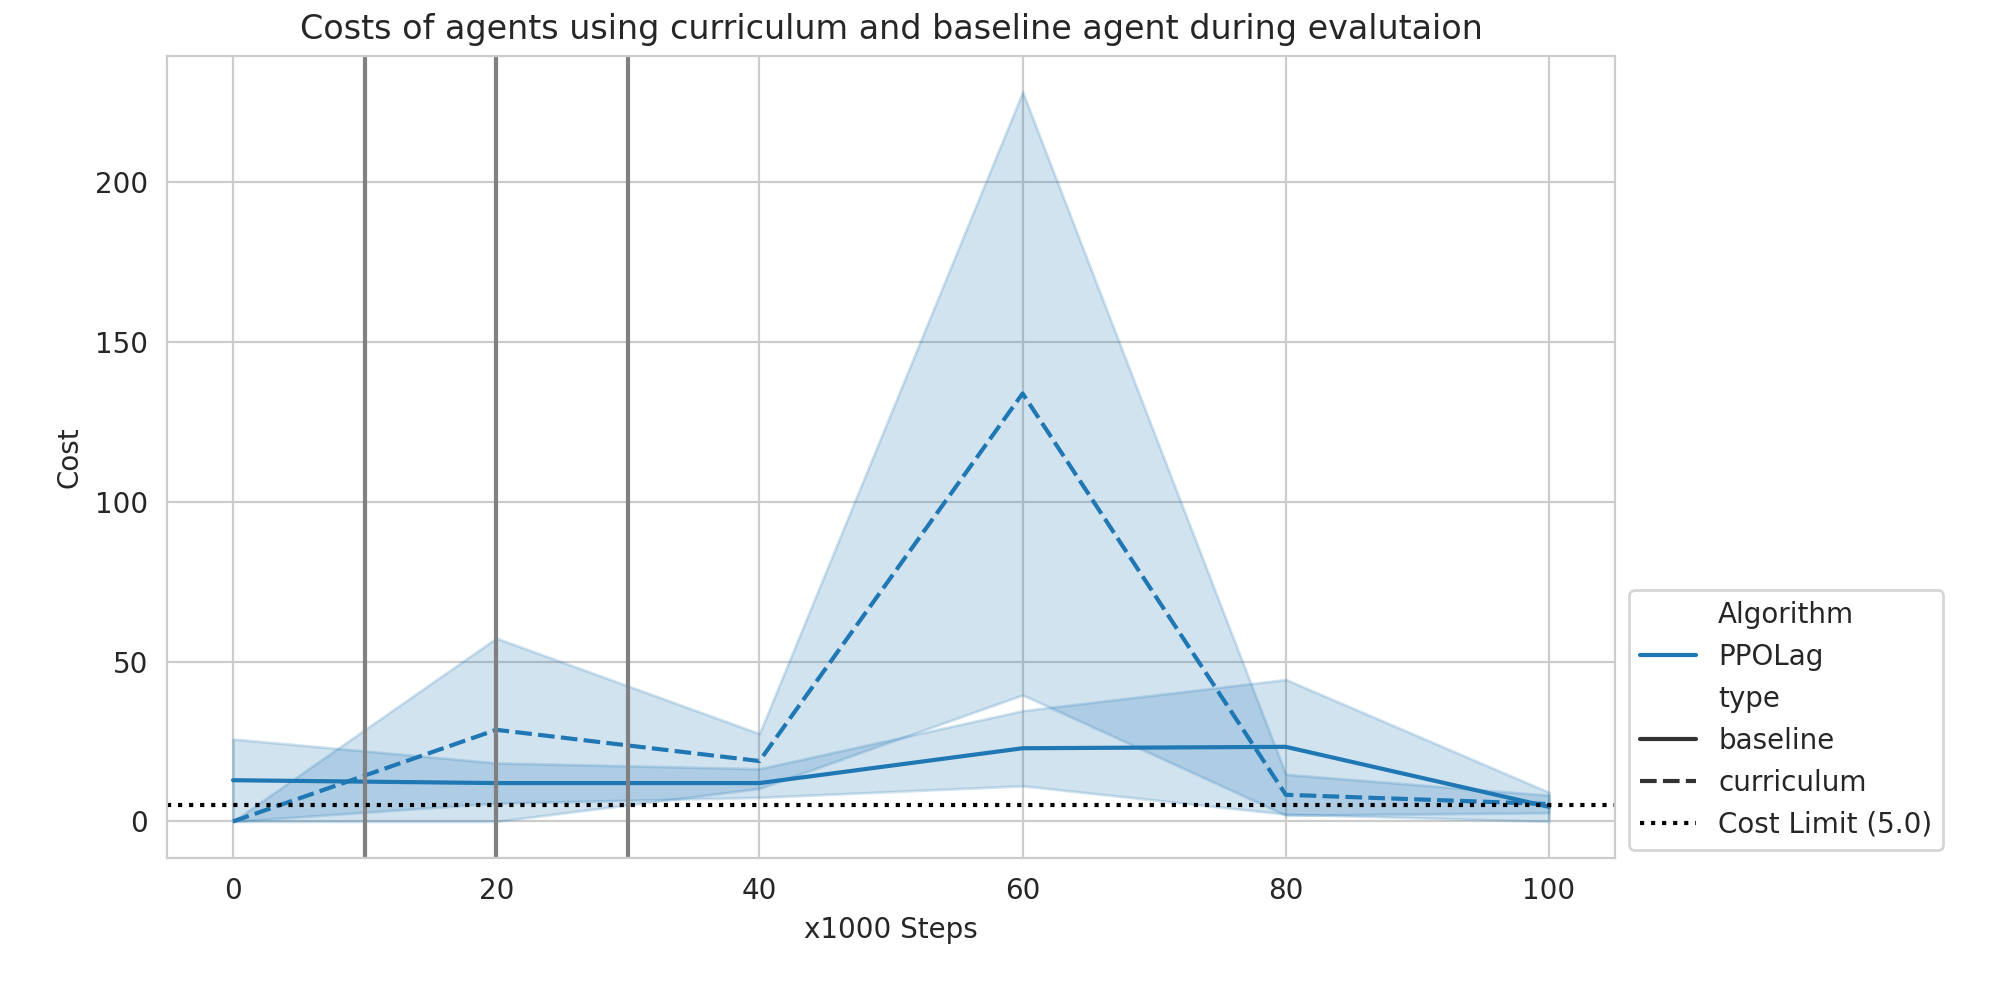 Costs of agents using curriculum and baseline agent during evalutaion
200
150
100
50
0
Cost
0 20 40 60 80 100
x1000 Steps
Algorithm
PPOLag
type
baseline
curriculum
Cost Limit (5.0)